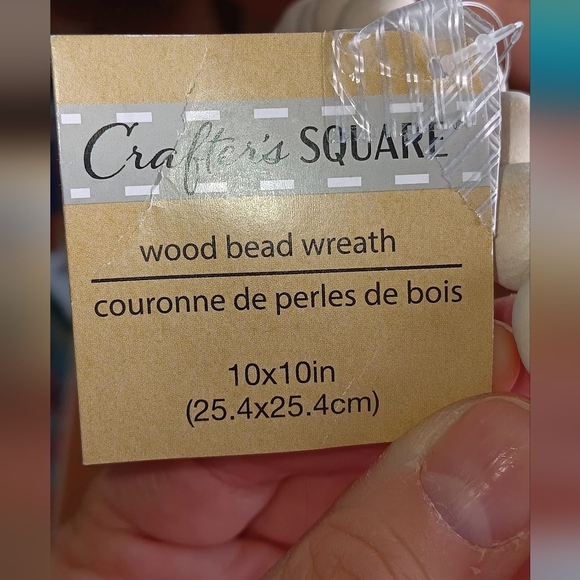 Crafter's SQUARE
wood bead wreath
couronne de perles de bois
10x10in
(25.4x25.4cm)